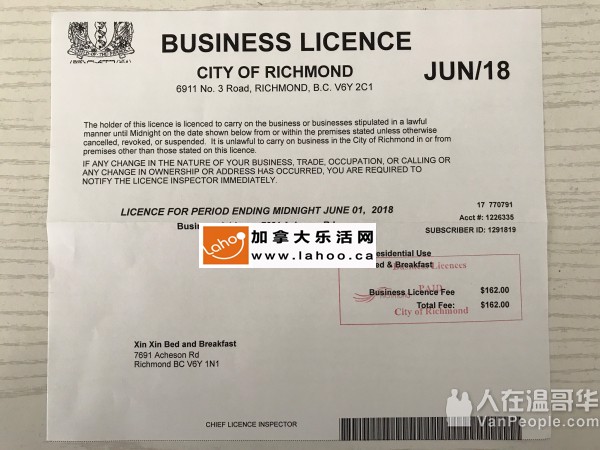 BUSINESS LICENCE
CITY OF RICHMOND
6911 No. 3 Road, RICHMOND, B.C. V6Y 2C1
JUN/18
The holder of this licence is licenced to carry on the business or businesses stipulated in a lawful
manner until Midnight on the date shown below from or within the premises stated unless otherwise
cancelled, revoked, or suspended. It is unlawful to carry on business in the City of Richmond in or from
premises other than those stated on this licence.
IF ANY CHANGE IN THE NATURE OF YOUR BUSINESS, TRADE, OCCUPATION, OR CALLING OR
ANY CHANGE IN OWNERSHIP OR ADDRESS HAS OCCURRED, YOU ARE REQUIRED TO
NOTIFY THE LICENCE INSPECTOR IMMEDIATELY.
17 770791
LICENCE FOR PERIOD ENDING MIDNIGHT JUNE 01, 2018
Acct #: 1226335
SUBSCRIBER ID: 1291819
Lahoo
加拿大乐活网
www.lahoo.ca
Residential Use
Bed & Breakfast
Business Licences
PAID
Business Licence Fee $162.00
Total Fee: $162.00
City of Richmond
Xin Xin Bed and Breakfast
7691 Acheson Rd
Richmond BC V6Y 1N1
CHIEF LICENCE INSPECTOR
人在温哥华
VanPeople.com